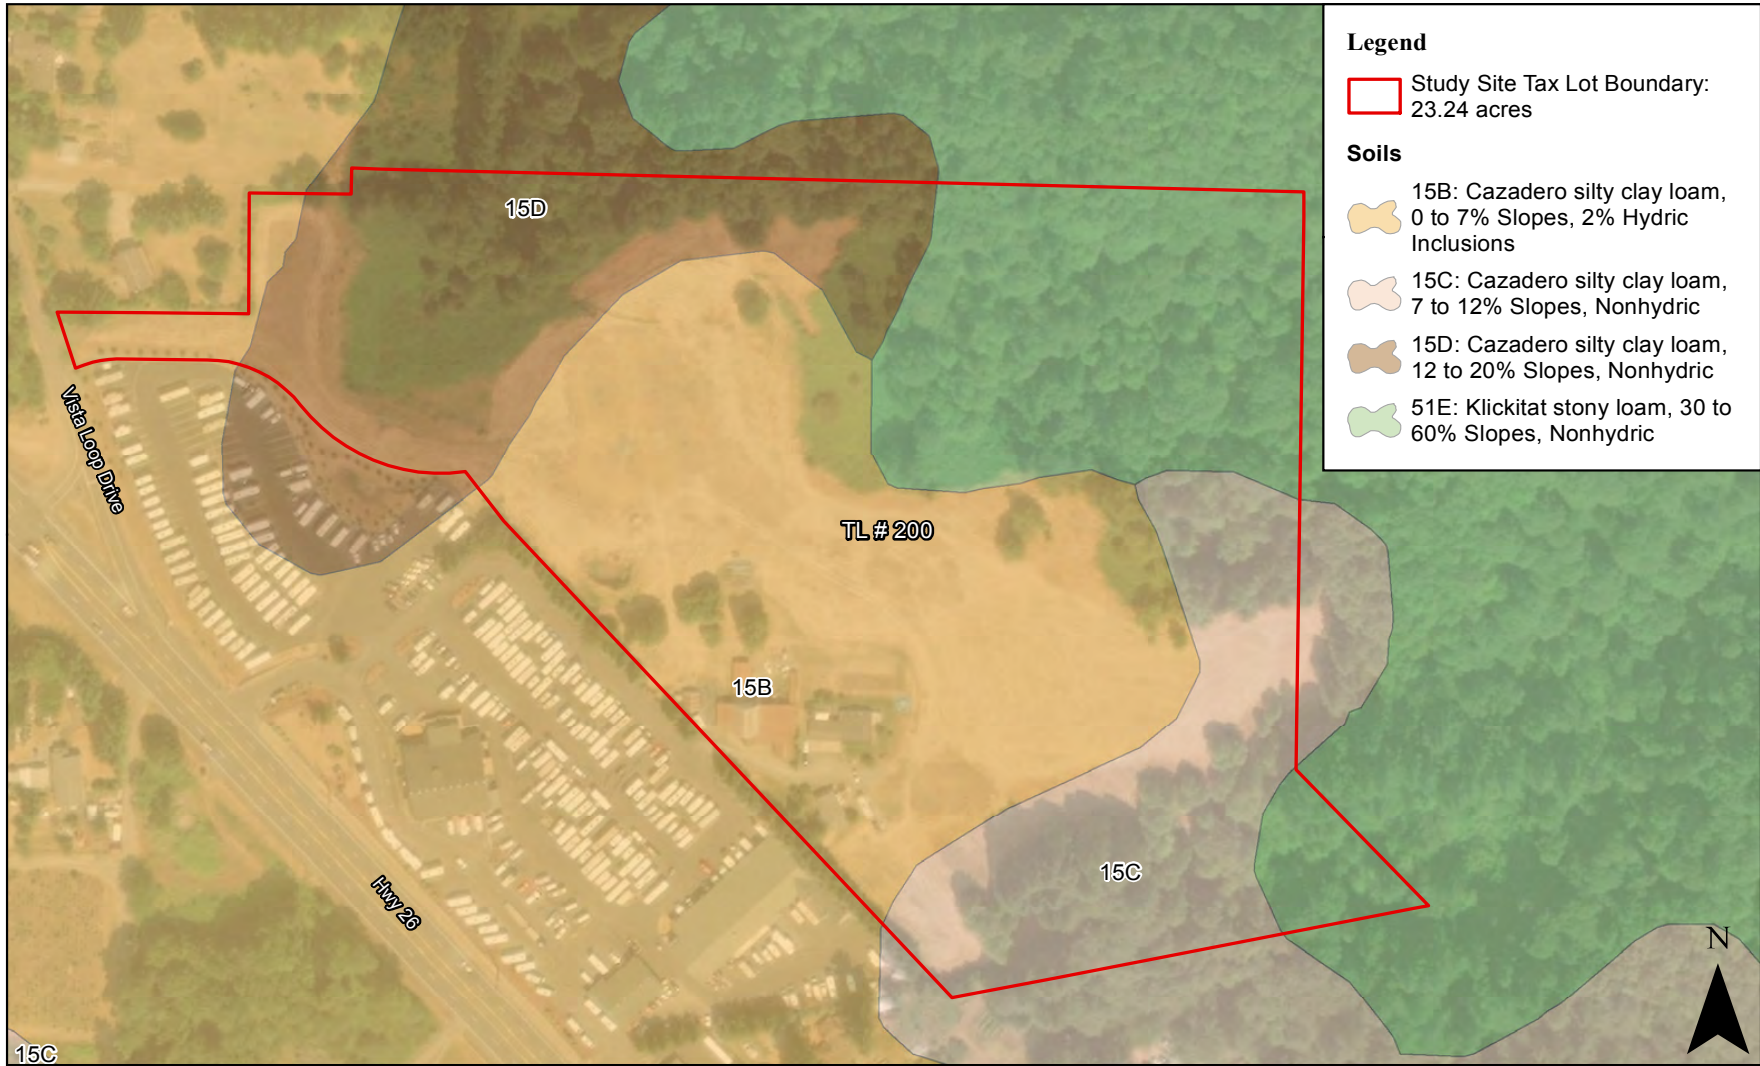 Legend
Study Site Tax Lot Boundary:
23.24 acres
Soils
15B: Cazadero silty clay loam,
0 to 7% Slopes, 2% Hydric
Inclusions
15C: Cazadero silty clay loam,
7 to 12% Slopes, Nonhydric
15D: Cazadero silty clay loam,
12 to 20% Slopes, Nonhydric
51E: Klickitat stony loam, 30 to
60% Slopes, Nonhydric
15D
Vista Loop Drive
TL # 200
15B
15C
Hwy 26
N
15C